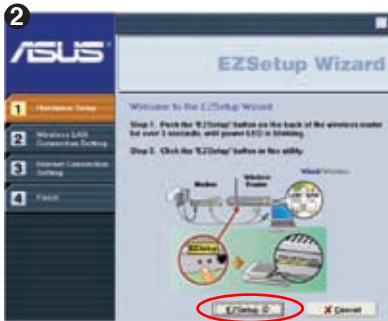 2
ASUS
EZSetup Wizard
1 Hardware Setup
2 Wireless LAN
Connection Setting
3 Internet Connection
Setting
4 Finish
Welcome to the EZSetup Wizard
Step 1. Push the "EZSetup" button on the back of the wireless router
for over 3 seconds, until power LED is blinking.
Step 2. Click the "EZSetup" button in the utility.
Modem
Wireless
Router
Wired/Wireless
EZSetup
EZSetup
Cancel